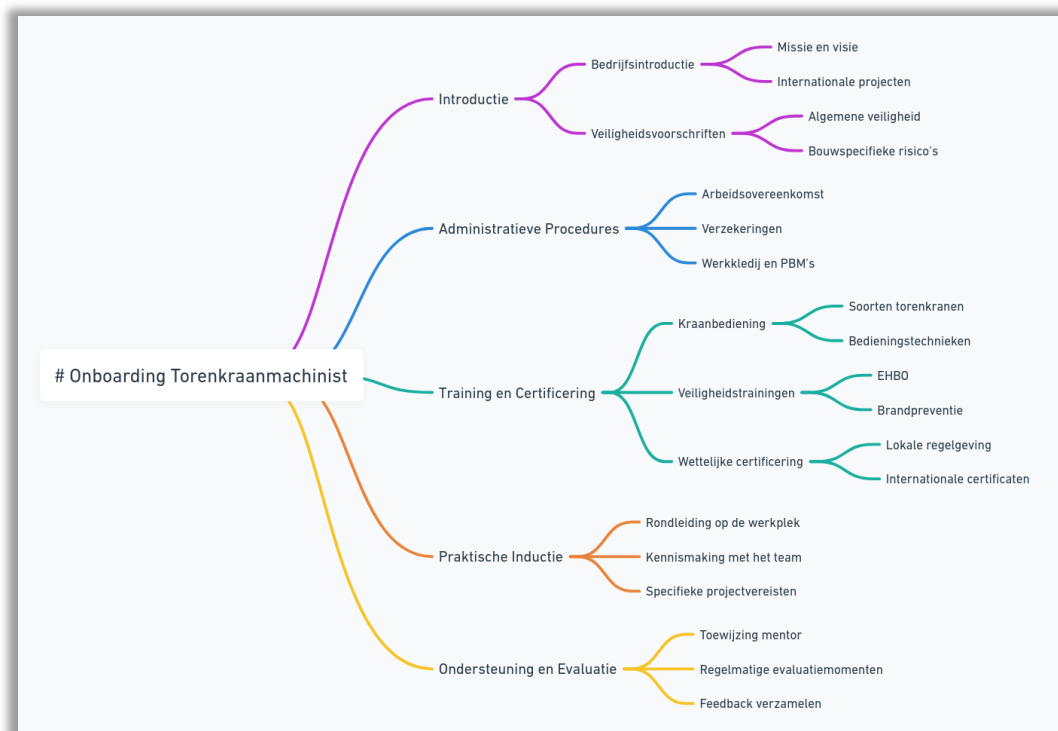 # Onboarding Torenkraanmachinist
Introductie
Bedrijfsintroductie
Missie en visie
Internationale projecten
Veiligheidsvoorschriften
Algemene veiligheid
Bouwspecifieke risico's
Administratieve Procedures
Arbeidsovereenkomst
Verzekeringen
Werkkledij en PBM's
Training en Certificering
Kraanbediening
Soorten torenkranen
Bedieningstechnieken
Veiligheidstrainingen
EHBO
Brandpreventie
Wettelijke certificering
Lokale regelgeving
Internationale certificaten
Praktische Inductie
Rondleiding op de werkplek
Kennismaking met het team
Specifieke projectvereisten
Ondersteuning en Evaluatie
Toewijzing mentor
Regelmatige evaluatiemomenten
Feedback verzamelen